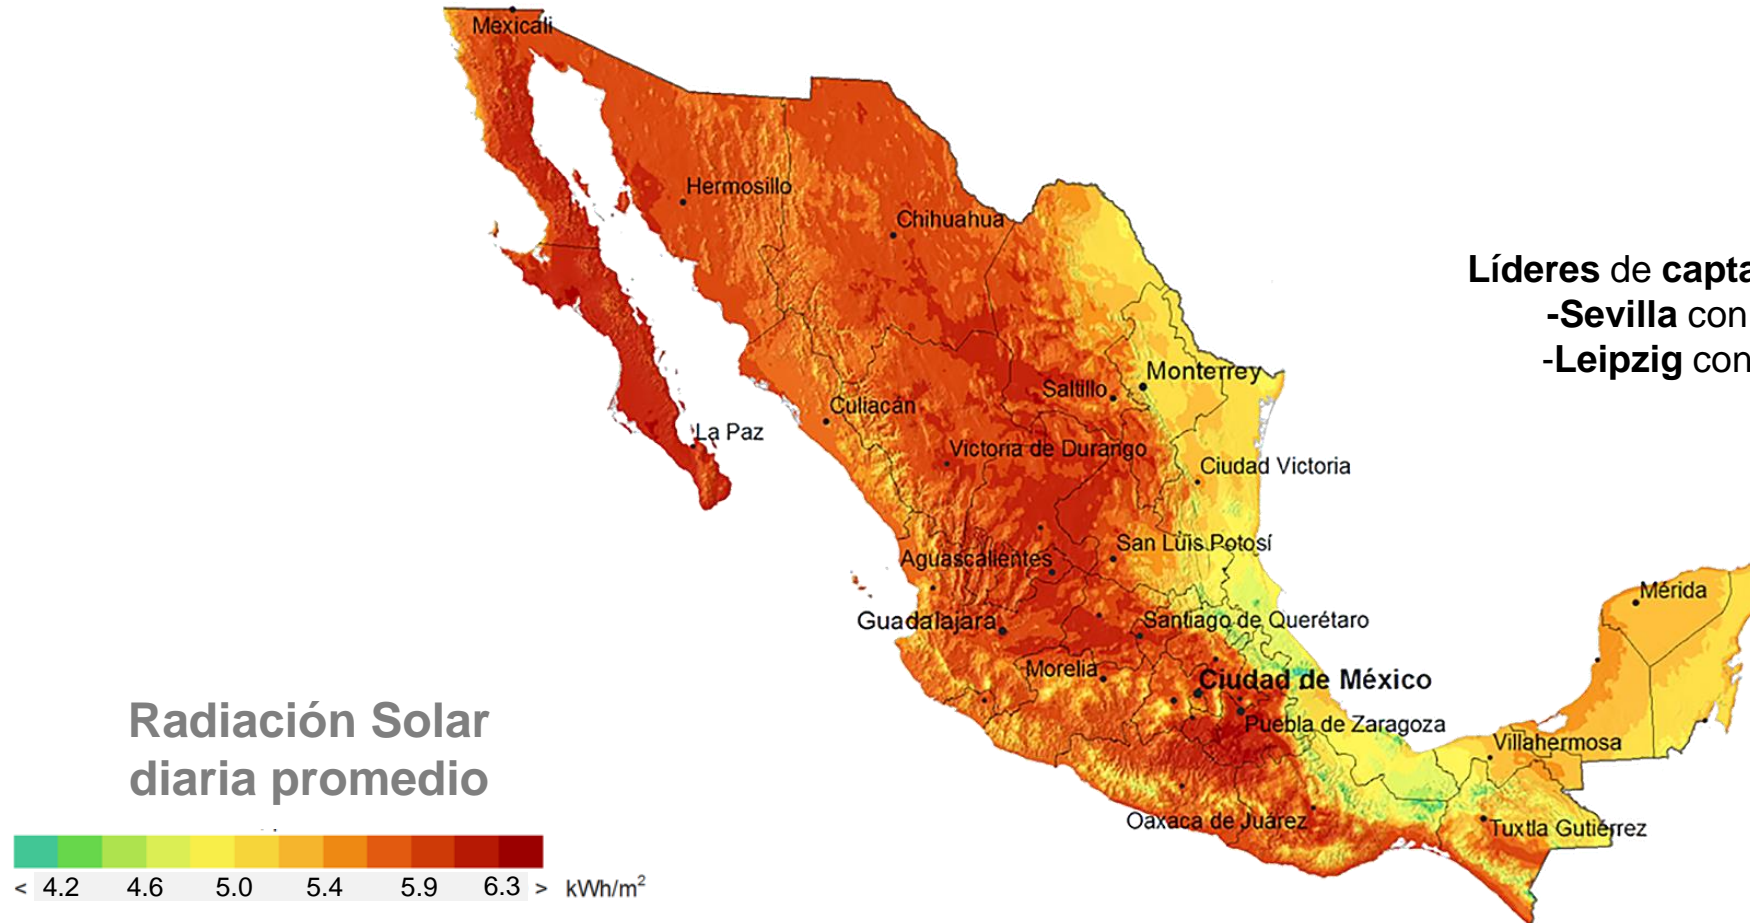 Mexicali
Hermosillo
Chihuahua
Líderes de capta
-Sevilla con
-Leipzig con
Monterrey
Saltillo
Culiacán
La Paz
Victoria de Durango
Ciudad Victoria
San Luis Potosí
Aguascalientes
Mérida
Guadalajara
Santiago de Querétaro
Morelia
Ciudad de México
Puebla de Zaragoza
Villahermosa
Oaxaca de Juárez
Tuxtla Gutiérrez
Radiación Solar
diaria promedio
< 4.2 4.6 5.0 5.4 5.9 6.3 > kWh/m²